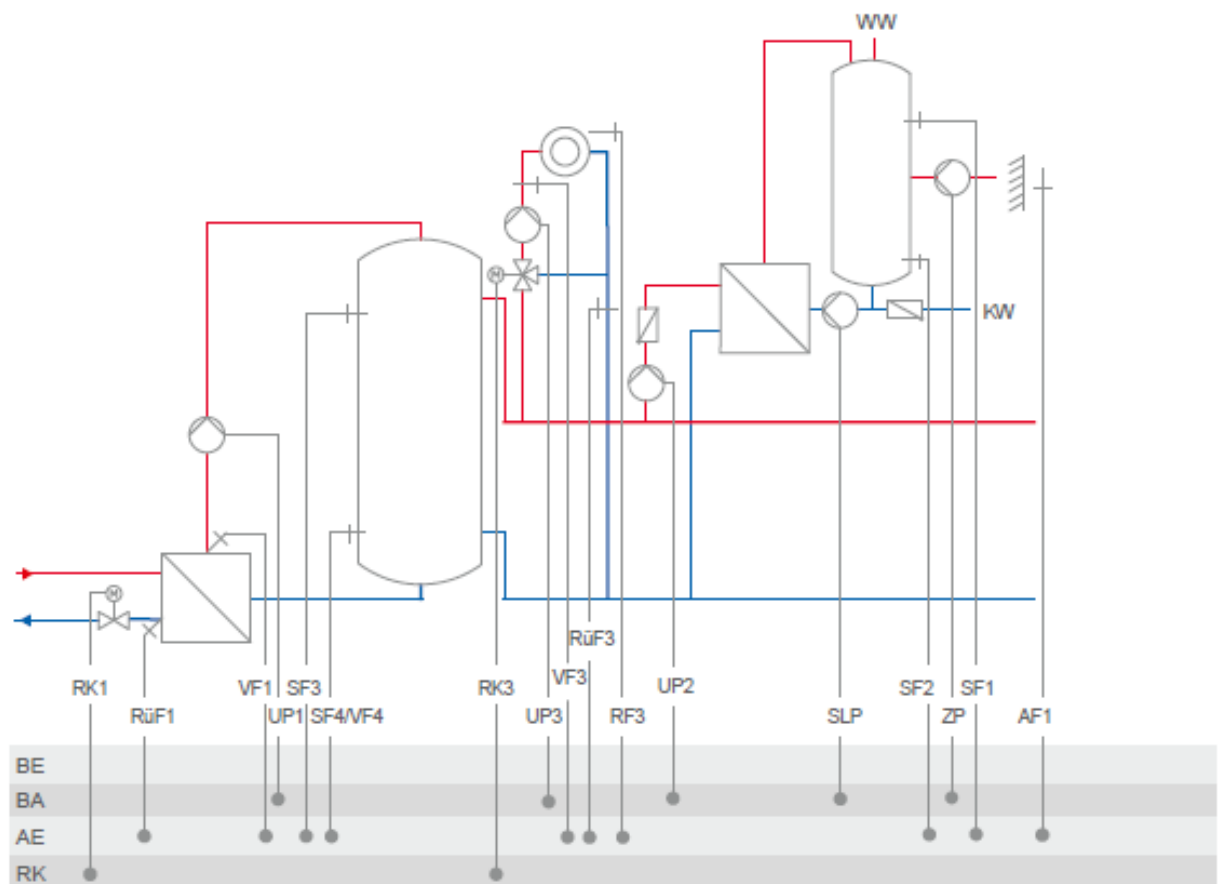 WW
KW
M
M
RüF3
RK1
VF1
SF3
RK3
VF3
UP2
SF2
SF1
RüF1
UP1
SF4/VF4
UP3
RF3
SLP
ZP
AF1
BE
BA
AE
RK